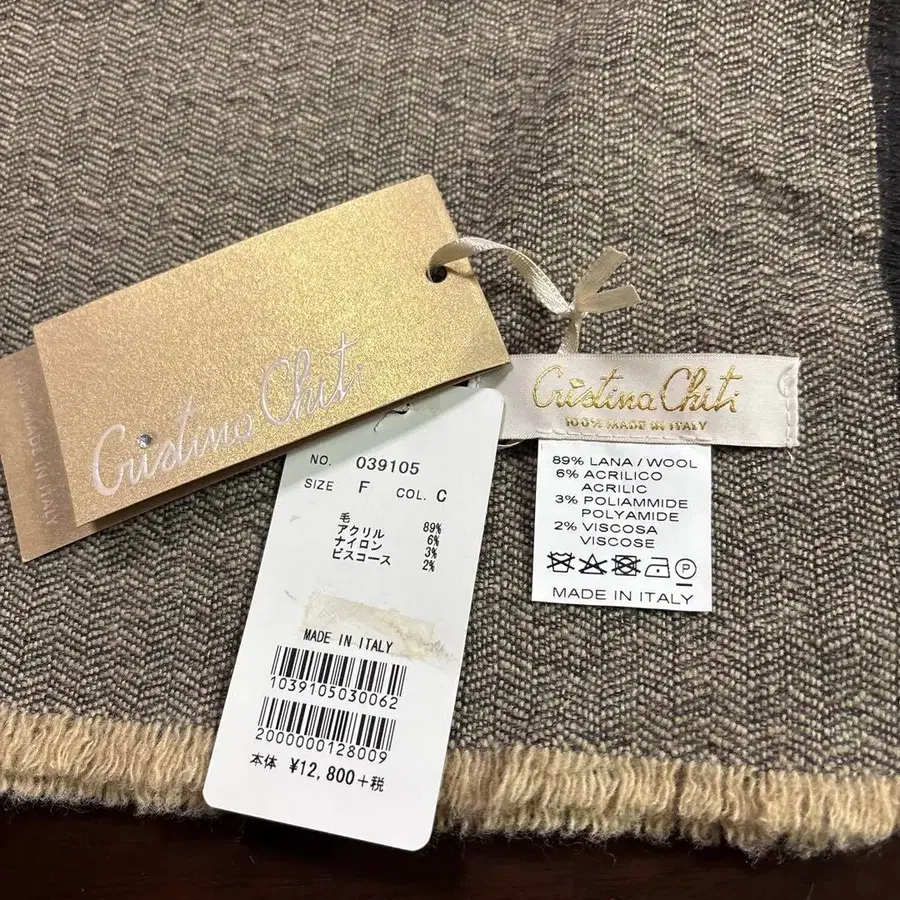 Cristina Chiti
MADE IN ITALY
Cristina Chiti
100% MADE IN ITALY
89% LANA / WOOL
6% ACRILICO
ACRILIC
3% POLIAMMIDE
POLYAMIDE
2% VISCOSA
VISCOSE
P
MADE IN ITALY
NO. 039105
SIZE F COL. C
毛 89%
アクリル 6%
ナイロン 3%
ビスコース 2%
MADE IN ITALY
1039105030062
2000000128009
本体 ¥12,800+税